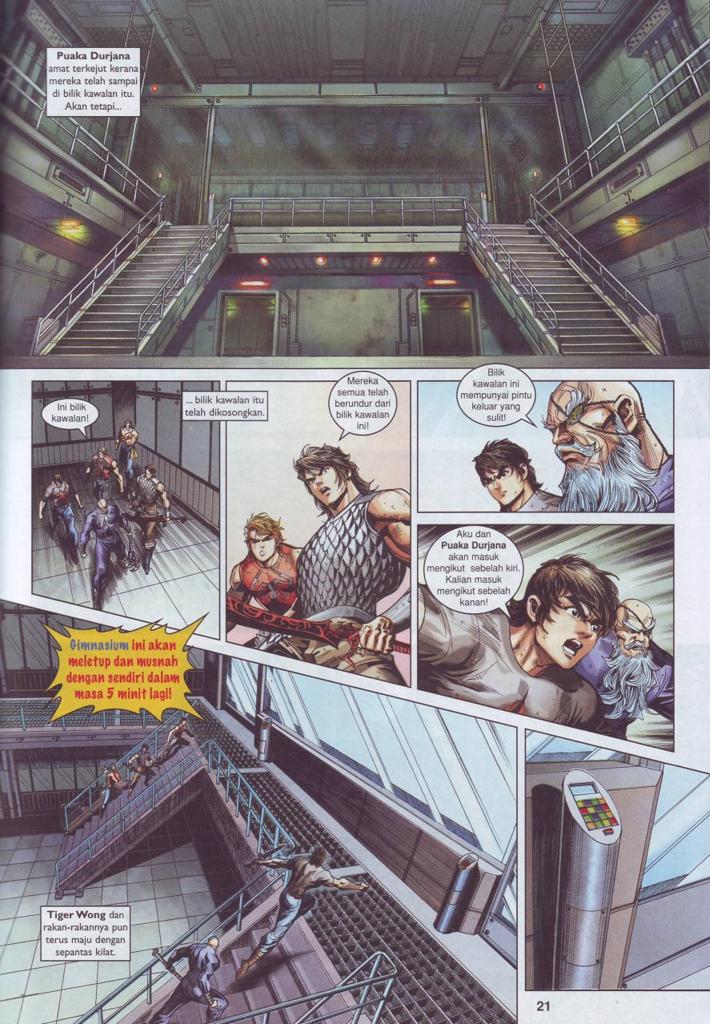 Puaka Durjana
amat terkejut kerana
mereka telah sampai
di bilik kawalan itu.
Akan tetapi...
Ini bilik
kawalan!
... bilik kawalan itu
telah dikosongkan.
Mereka
semua telah
berundur dari
bilik kawalan
ini!
Bilik
kawalan ini
mempunyai pintu
keluar yang
sulit!
Aku dan
Puaka Durjana
akan masuk
mengikut sebelah kiri.
Kalian masuk
mengikut sebelah
kanan!
Gimnasium ini akan
meletup dan musnah
dengan sendiri dalam
masa 5 minit lagi!
Tiger Wong dan
rakan-rakannya pun
terus maju dengan
sepantas kilat.
21